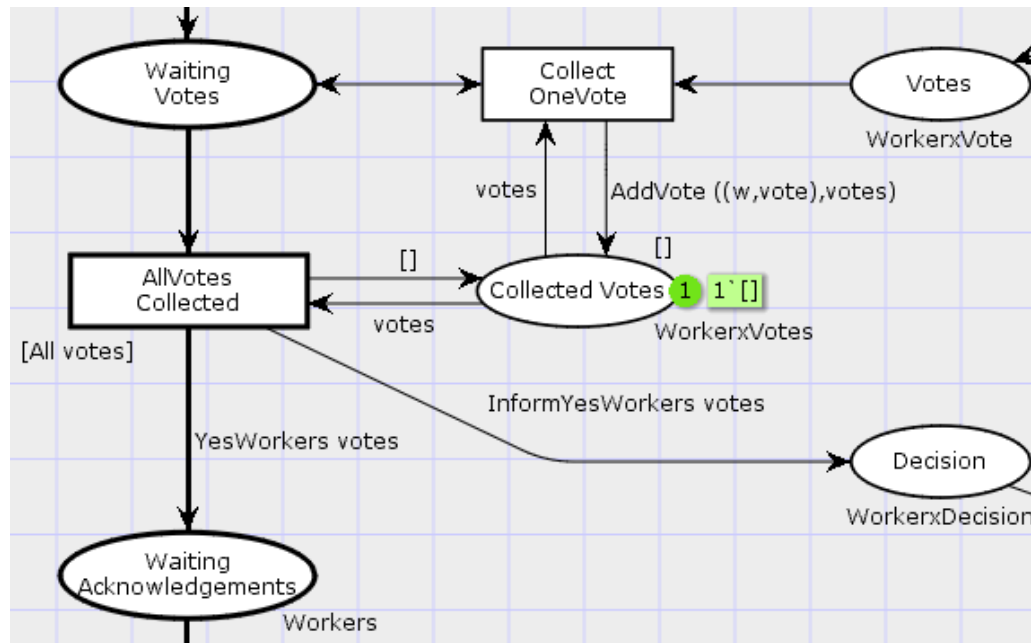 Waiting
Votes
Collect
OneVote
Votes
WorkerxVote
votes
AddVote ((w,vote),votes)
[]
[]
AllVotes
Collected
Collected Votes
1
1`[]
votes
WorkerxVotes
[All votes]
InformYesWorkers votes
YesWorkers votes
Decision
WorkerxDecision
Waiting
Acknowledgements
Workers